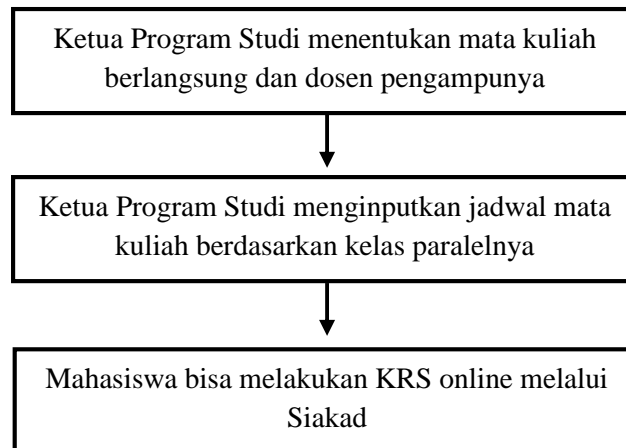 Ketua Program Studi menentukan mata kuliah
berlangsung dan dosen pengampunya
Ketua Program Studi menginputkan jadwal mata
kuliah berdasarkan kelas paralelnya
Mahasiswa bisa melakukan KRS online melalui
Siakad